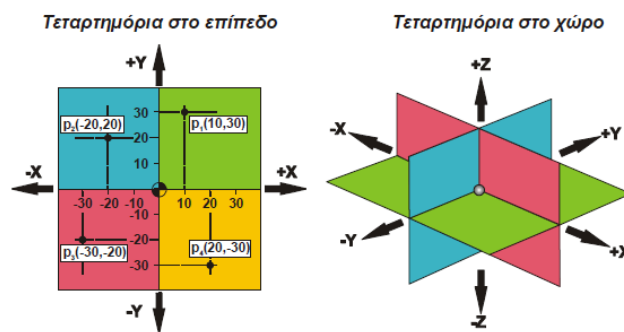 Τεταρτημόρια στο επίπεδο
+Y
30
20
10
p₂(-20,20)
p₁(10,30)
-X
+X
-30 -20 -10
10 20 30
-10
-20
-30
p₃(-30,-20)
p₄(20,-30)
-Y
Τεταρτημόρια στο χώρο
+Z
-X
+Y
-Y
+X
-Z